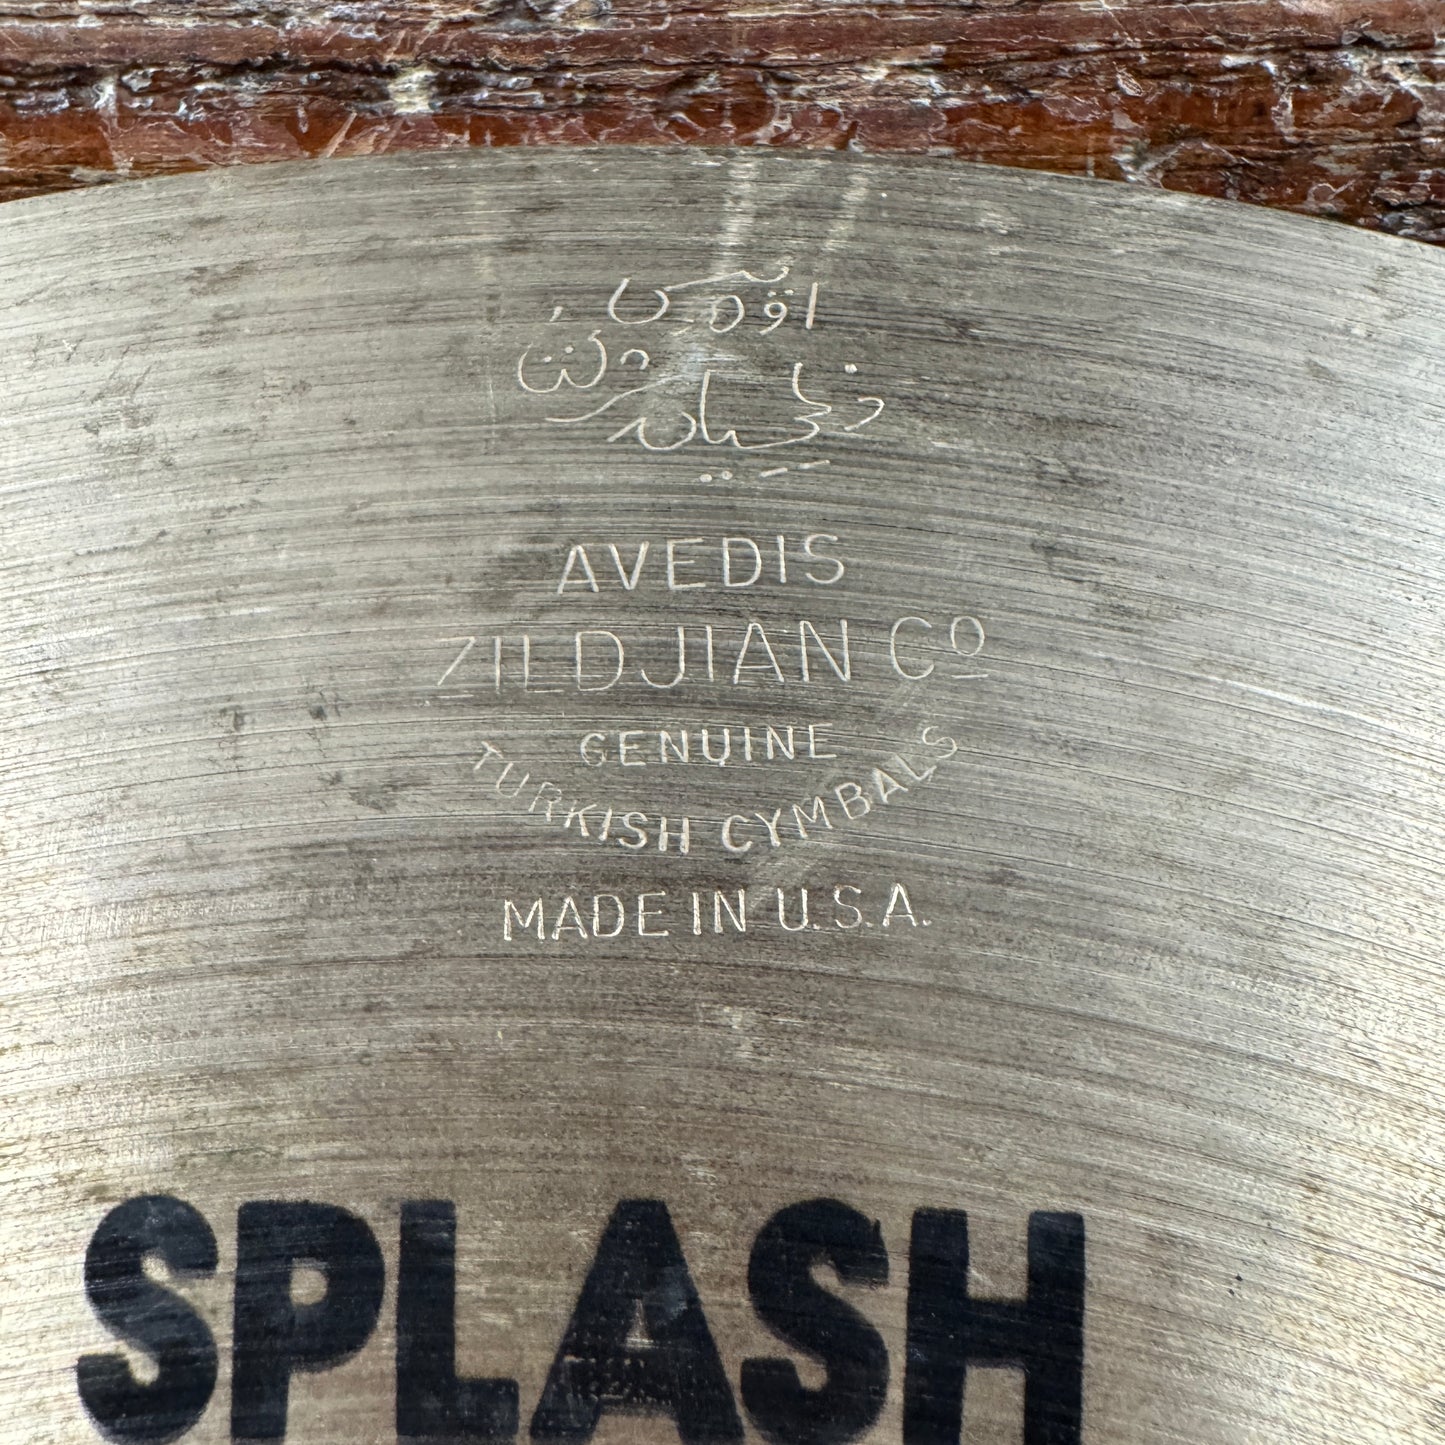 AVEDIS
ZILDJIAN Cº
GENUINE
TURKISH CYMBALS
MADE IN U.S.A.
SPLASH